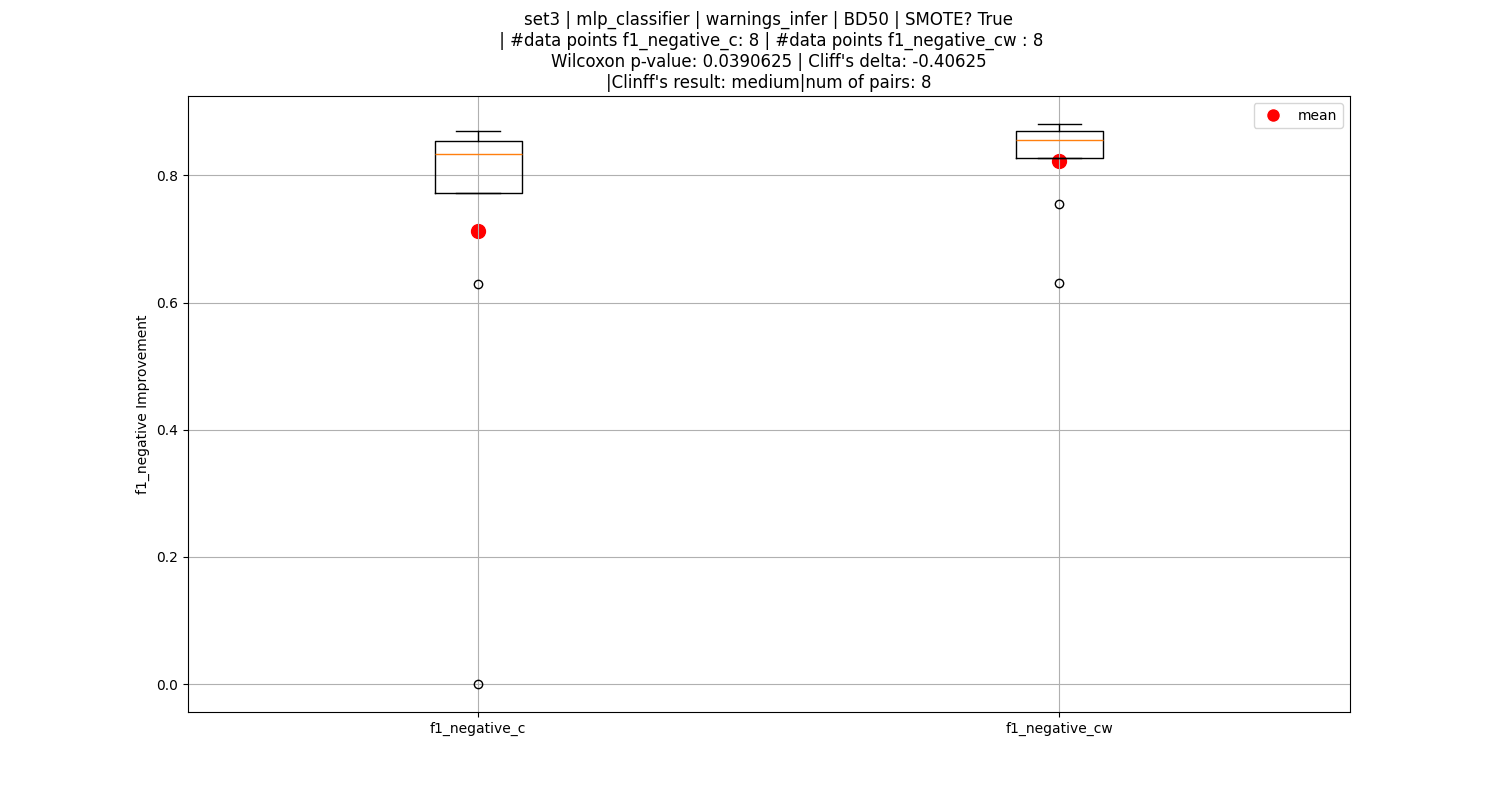 set3 | mlp_classifier | warnings_infer | BD50 | SMOTE? True
| #data points f1_negative_c: 8 | #data points f1_negative_cw : 8
Wilcoxon p-value: 0.0390625 | Cliff's delta: -0.40625
|Clinff's result: medium|num of pairs: 8
mean
f1_negative Improvement
0.8
0.6
0.4
0.2
0.0
f1_negative_c
f1_negative_cw